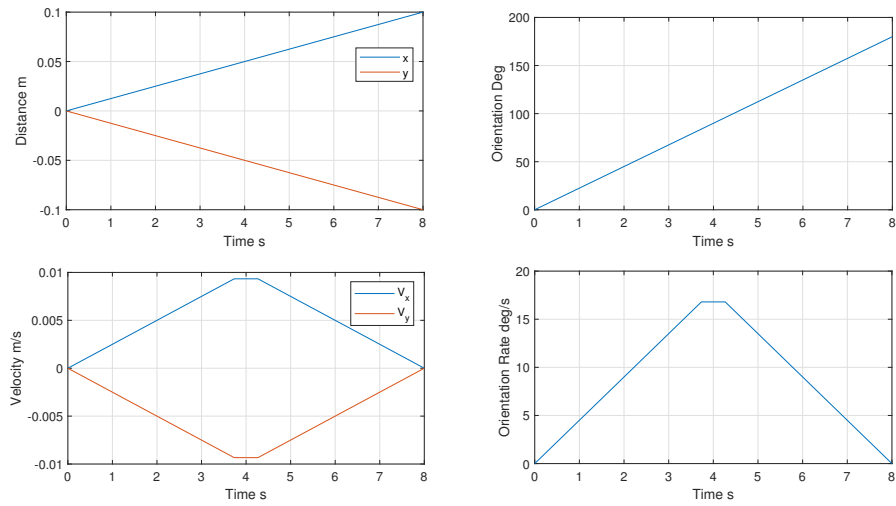 0.1
0.05
0
-0.05
-0.1
Distance m
x
y
0 1 2 3 4 5 6 7 8
Time s
200
150
100
50
0
Orientation Deg
0 1 2 3 4 5 6 7 8
Time s
0.01
0.005
0
-0.005
-0.01
Velocity m/s
V_x
V_y
0 1 2 3 4 5 6 7 8
Time s
20
15
10
5
0
Orientation Rate deg/s
0 1 2 3 4 5 6 7 8
Time s